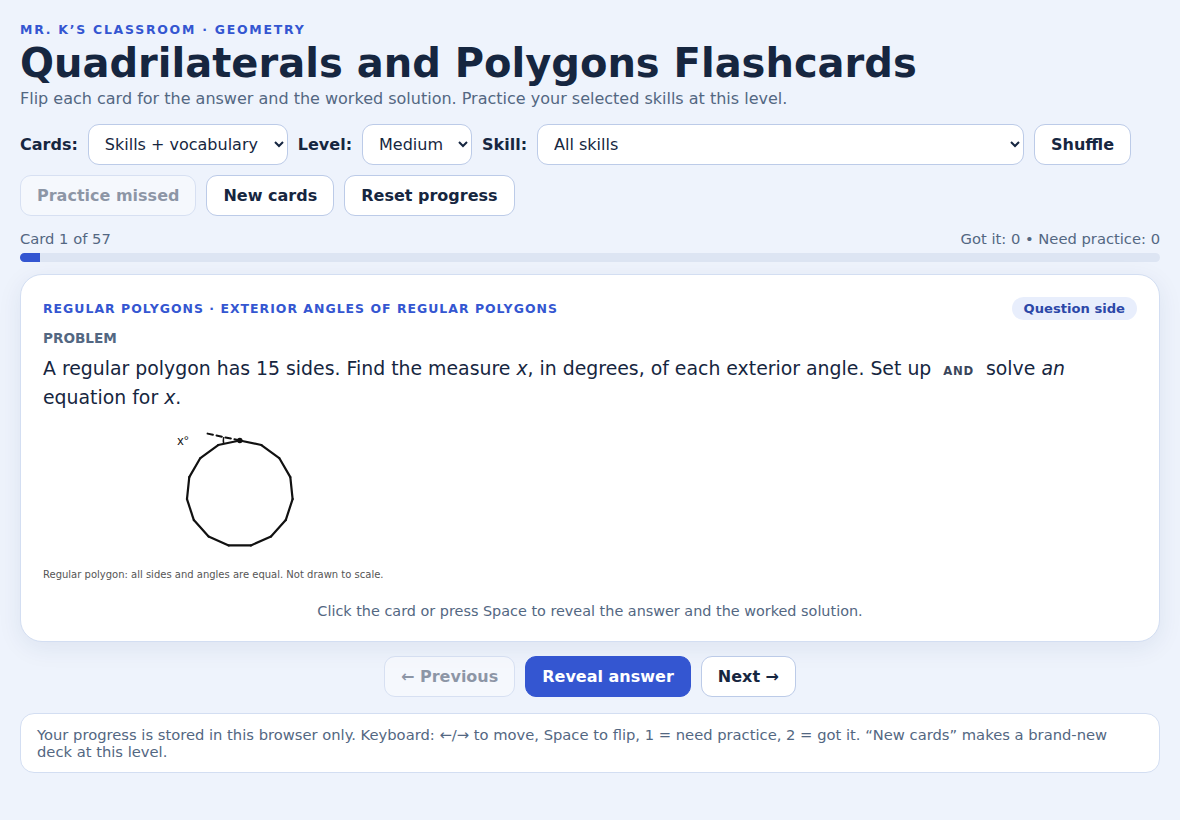 MR. K’S CLASSROOM · GEOMETRY
Quadrilaterals and Polygons Flashcards
Flip each card for the answer and the worked solution. Practice your selected skills at this level.
Cards: Skills + vocabulary Level: Medium Skill: All skills Shuffle
Practice missed New cards Reset progress
Card 1 of 57 Got it: 0 • Need practice: 0
REGULAR POLYGONS · EXTERIOR ANGLES OF REGULAR POLYGONS Question side
PROBLEM
A regular polygon has 15 sides. Find the measure x, in degrees, of each exterior angle. Set up AND solve an
equation for x.
x°
Regular polygon: all sides and angles are equal. Not drawn to scale.
Click the card or press Space to reveal the answer and the worked solution.
← Previous Reveal answer Next →
Your progress is stored in this browser only. Keyboard: ←/→ to move, Space to flip, 1 = need practice, 2 = got it. “New cards” makes a brand-new
deck at this level.